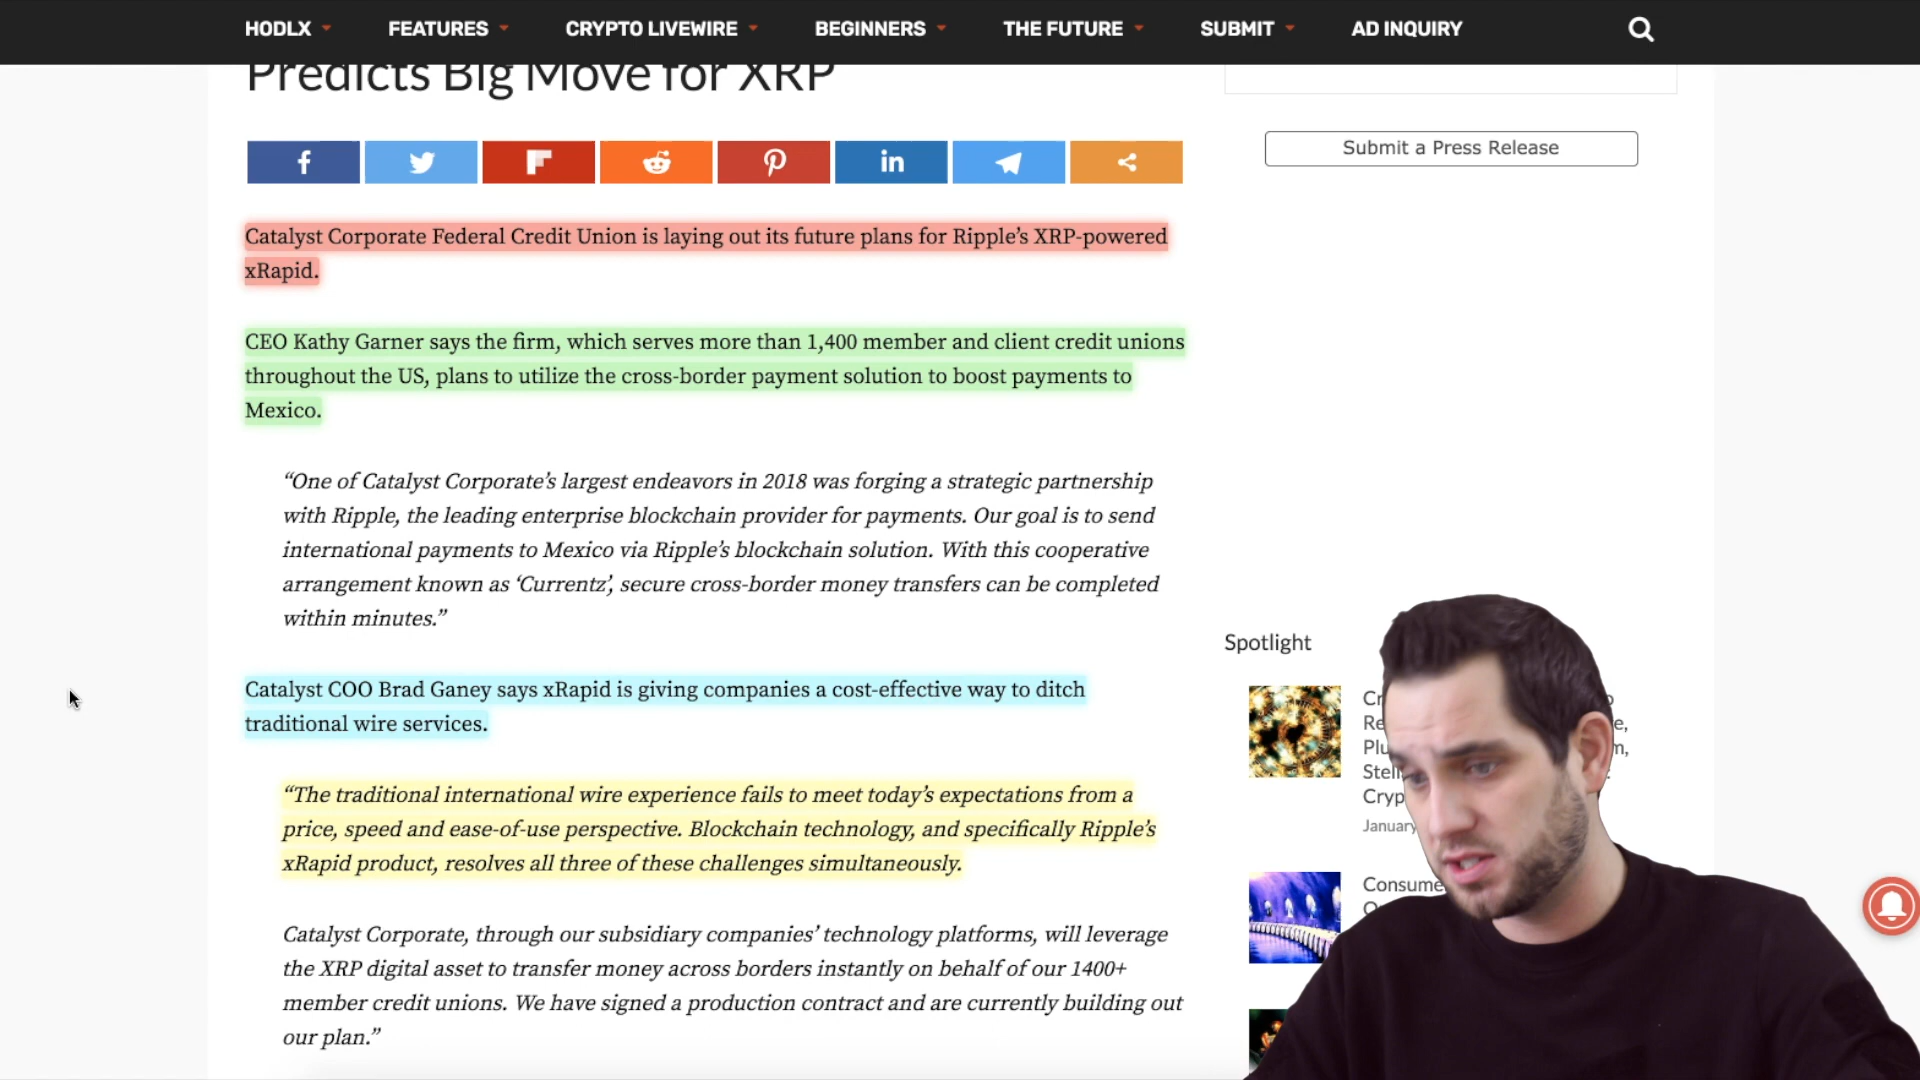 HODLX FEATURES CRYPTO LIVEWIRE BEGINNERS THE FUTURE SUBMIT AD INQUIRY
Predicts Big Move for XRP
Submit a Press Release
Catalyst Corporate Federal Credit Union is laying out its future plans for Ripple’s XRP-powered
xRapid.
CEO Kathy Garner says the firm, which serves more than 1,400 member and client credit unions
throughout the US, plans to utilize the cross-border payment solution to boost payments to
Mexico.
“One of Catalyst Corporate’s largest endeavors in 2018 was forging a strategic partnership
with Ripple, the leading enterprise blockchain provider for payments. Our goal is to send
international payments to Mexico via Ripple’s blockchain solution. With this cooperative
arrangement known as ‘Currentz’, secure cross-border money transfers can be completed
within minutes.”
Catalyst COO Brad Ganey says xRapid is giving companies a cost-effective way to ditch
traditional wire services.
“The traditional international wire experience fails to meet today’s expectations from a
price, speed and ease-of-use perspective. Blockchain technology, and specifically Ripple’s
xRapid product, resolves all three of these challenges simultaneously.
Catalyst Corporate, through our subsidiary companies’ technology platforms, will leverage
the XRP digital asset to transfer money across borders instantly on behalf of our 1400+
member credit unions. We have signed a production contract and are currently building out
our plan.”
Spotlight
January